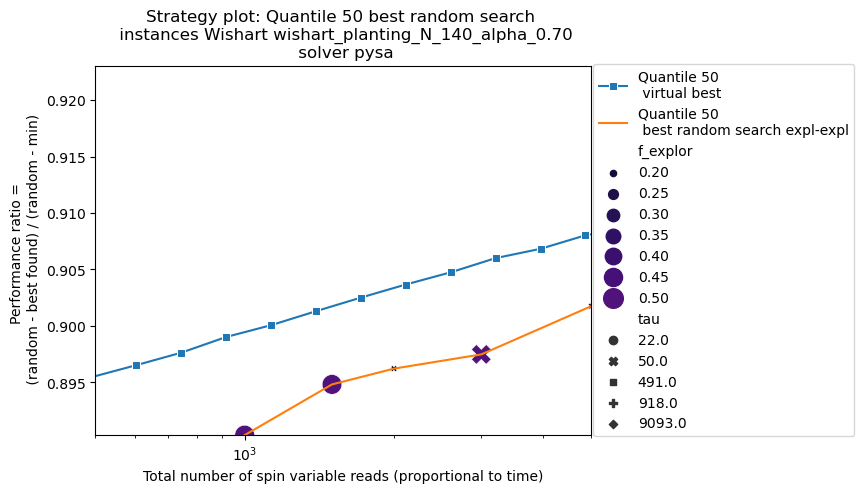 Strategy plot: Quantile 50 best random search
instances Wishart wishart_planting_N_140_alpha_0.70
solver pysa
Performance ratio =
(random - best found) / (random - min)
0.920
0.915
0.910
0.905
0.900
0.895
10^3
Total number of spin variable reads (proportional to time)
Quantile 50
virtual best
Quantile 50
best random search expl-expl
f_explor
0.20
0.25
0.30
0.35
0.40
0.45
0.50
tau
22.0
50.0
491.0
918.0
9093.0